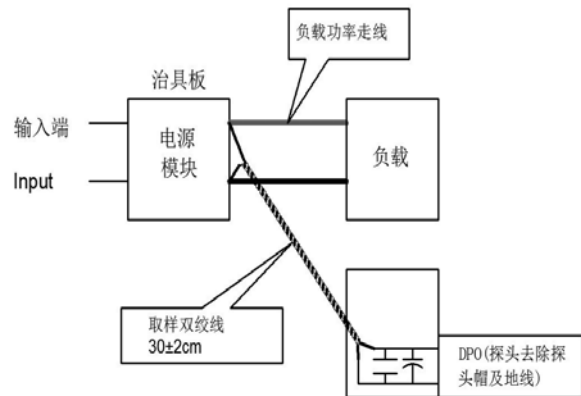 负载功率走线
治具板
输入端
Input
电源
模块
负载
取样双绞线
30±2cm
DPO(探头去除探
头帽及地线)